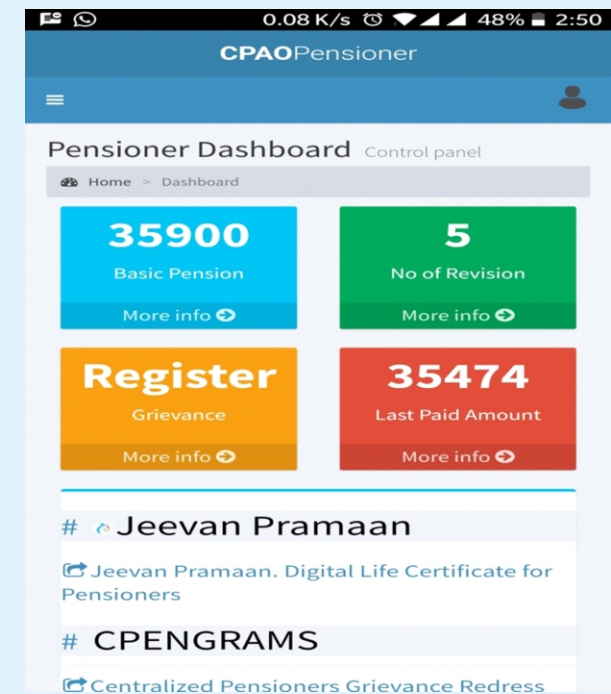 0.08 K/s 48% 2:50
CPAOPensioner
Pensioner Dashboard Control panel
Home > Dashboard
35900
Basic Pension
More info
5
No of Revision
More info
Register
Grievance
More info
35474
Last Paid Amount
More info
# Jeevan Pramaan
Jeevan Pramaan. Digital Life Certificate for
Pensioners
# CPENGRAMS
Centralized Pensioners Grievance Redress